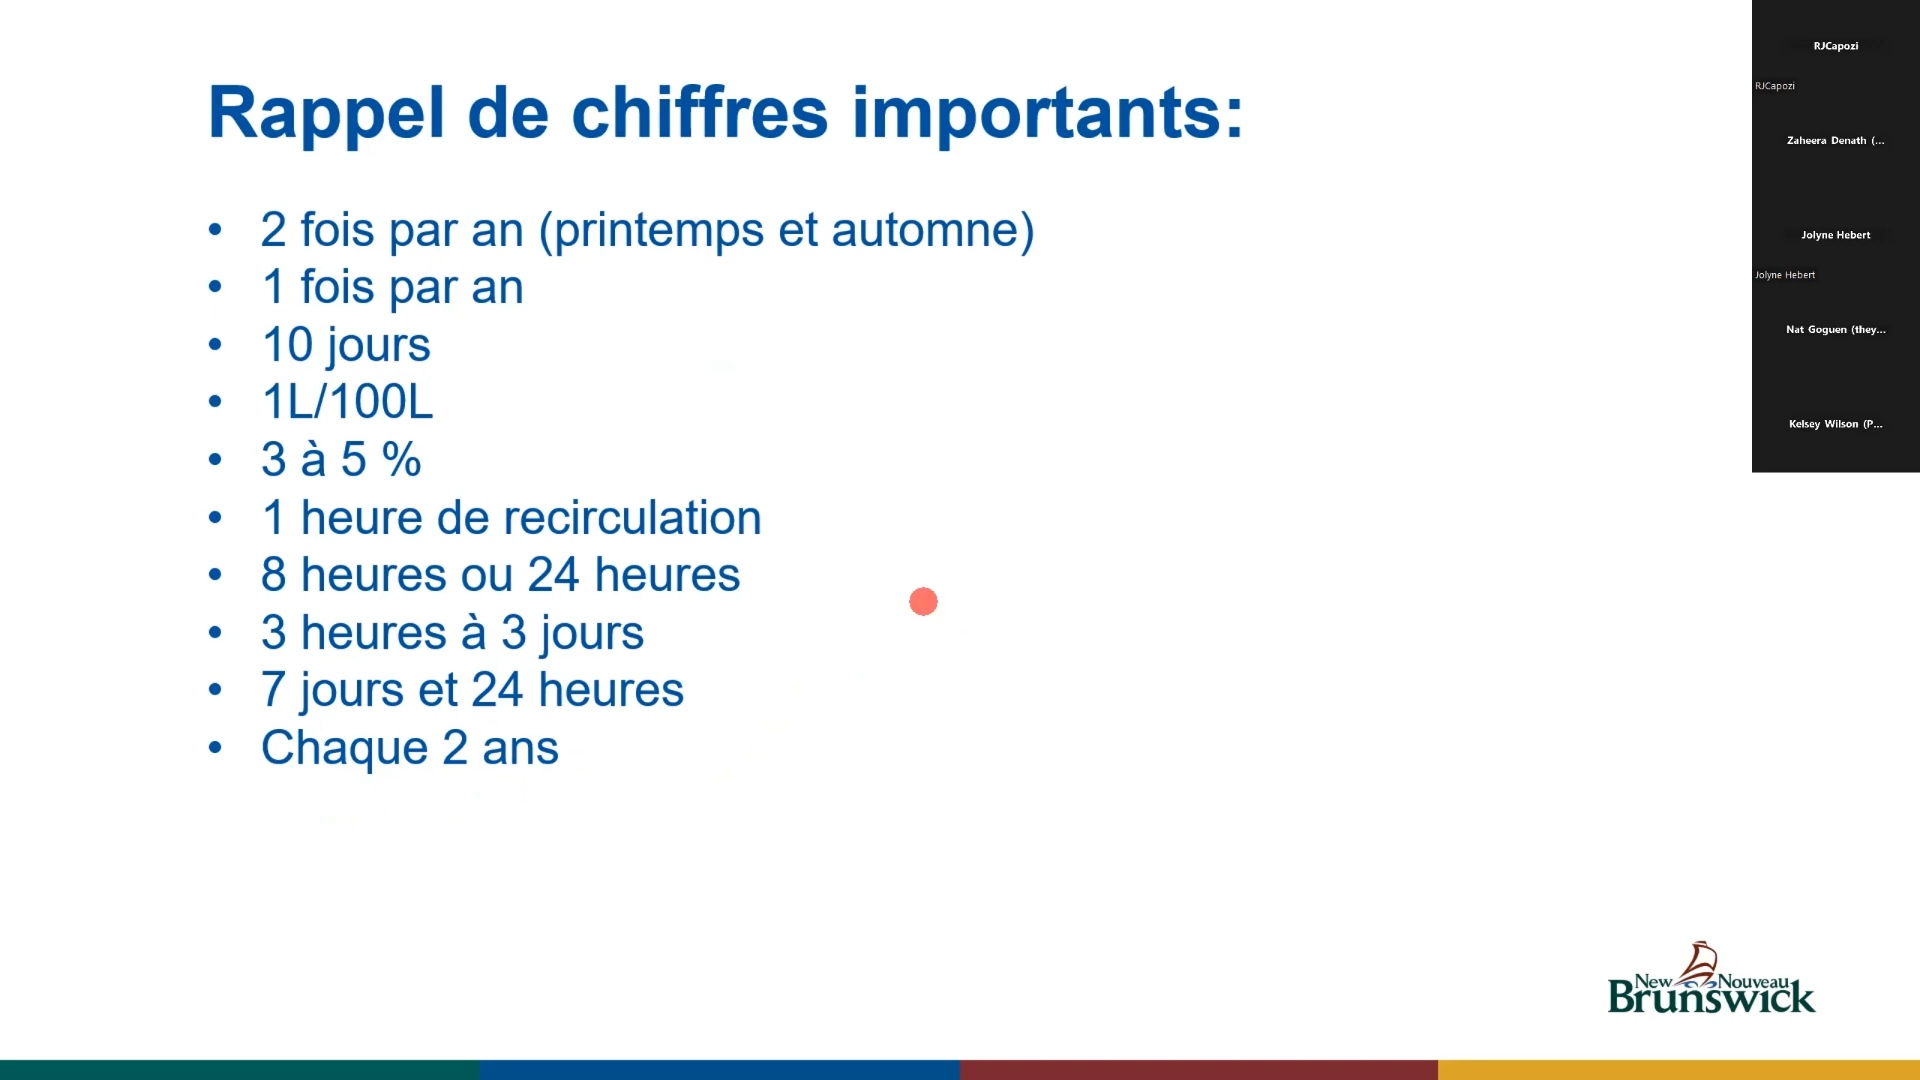 Rappel de chiffres importants:
• 2 fois par an (printemps et automne)
• 1 fois par an
• 10 jours
• 1L/100L
• 3 à 5 %
• 1 heure de recirculation
• 8 heures ou 24 heures
• 3 heures à 3 jours
• 7 jours et 24 heures
• Chaque 2 ans
RJCapozi
RJCapozi
Zaheera Denath (...
Jolyne Hebert
Jolyne Hebert
Nat Goguen (they...
Kelsey Wilson (P...
New Nouveau
Brunswick